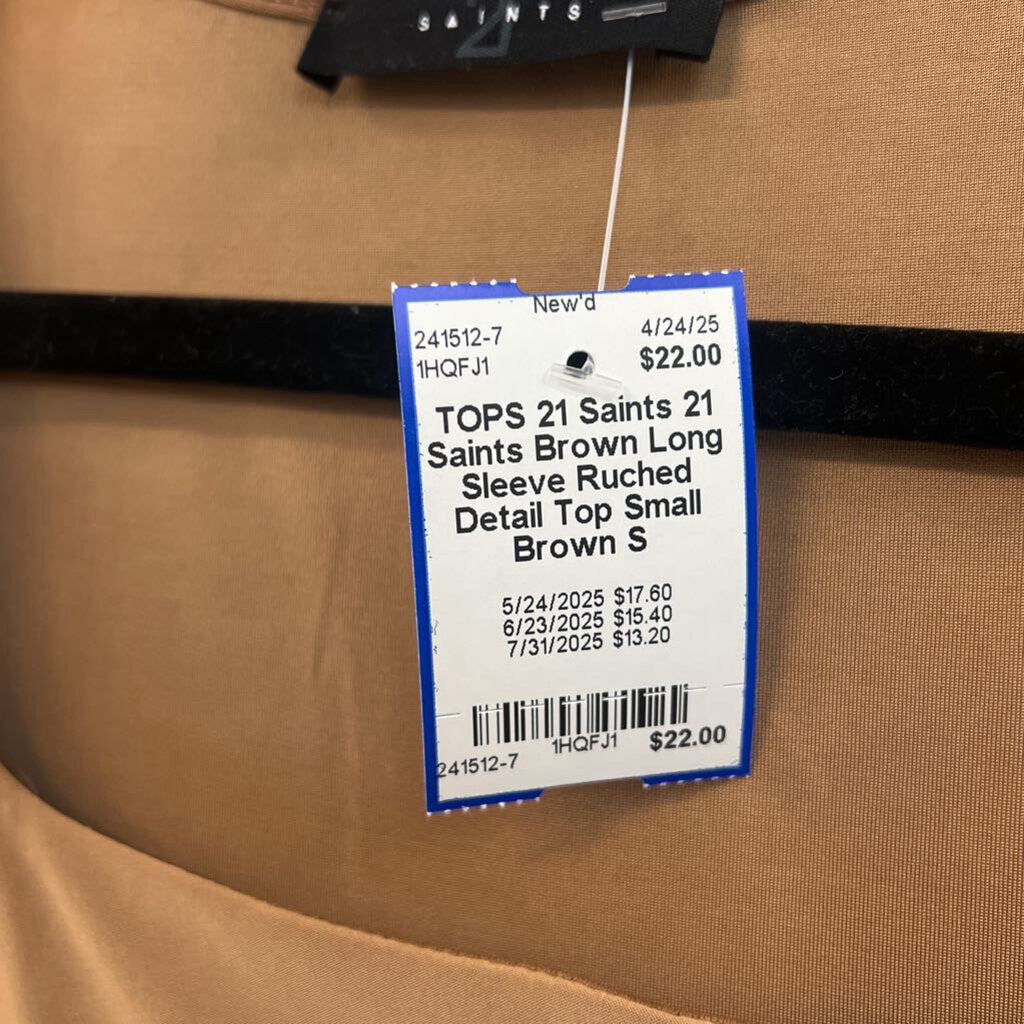 SAINTS
21
New'd
241512-7 4/24/25
1HQFJ1 $22.00
TOPS 21 Saints 21
Saints Brown Long
Sleeve Ruched
Detail Top Small
Brown S
5/24/2025 $17.60
6/23/2025 $15.40
7/31/2025 $13.20
1HQFJ1 $22.00
241512-7